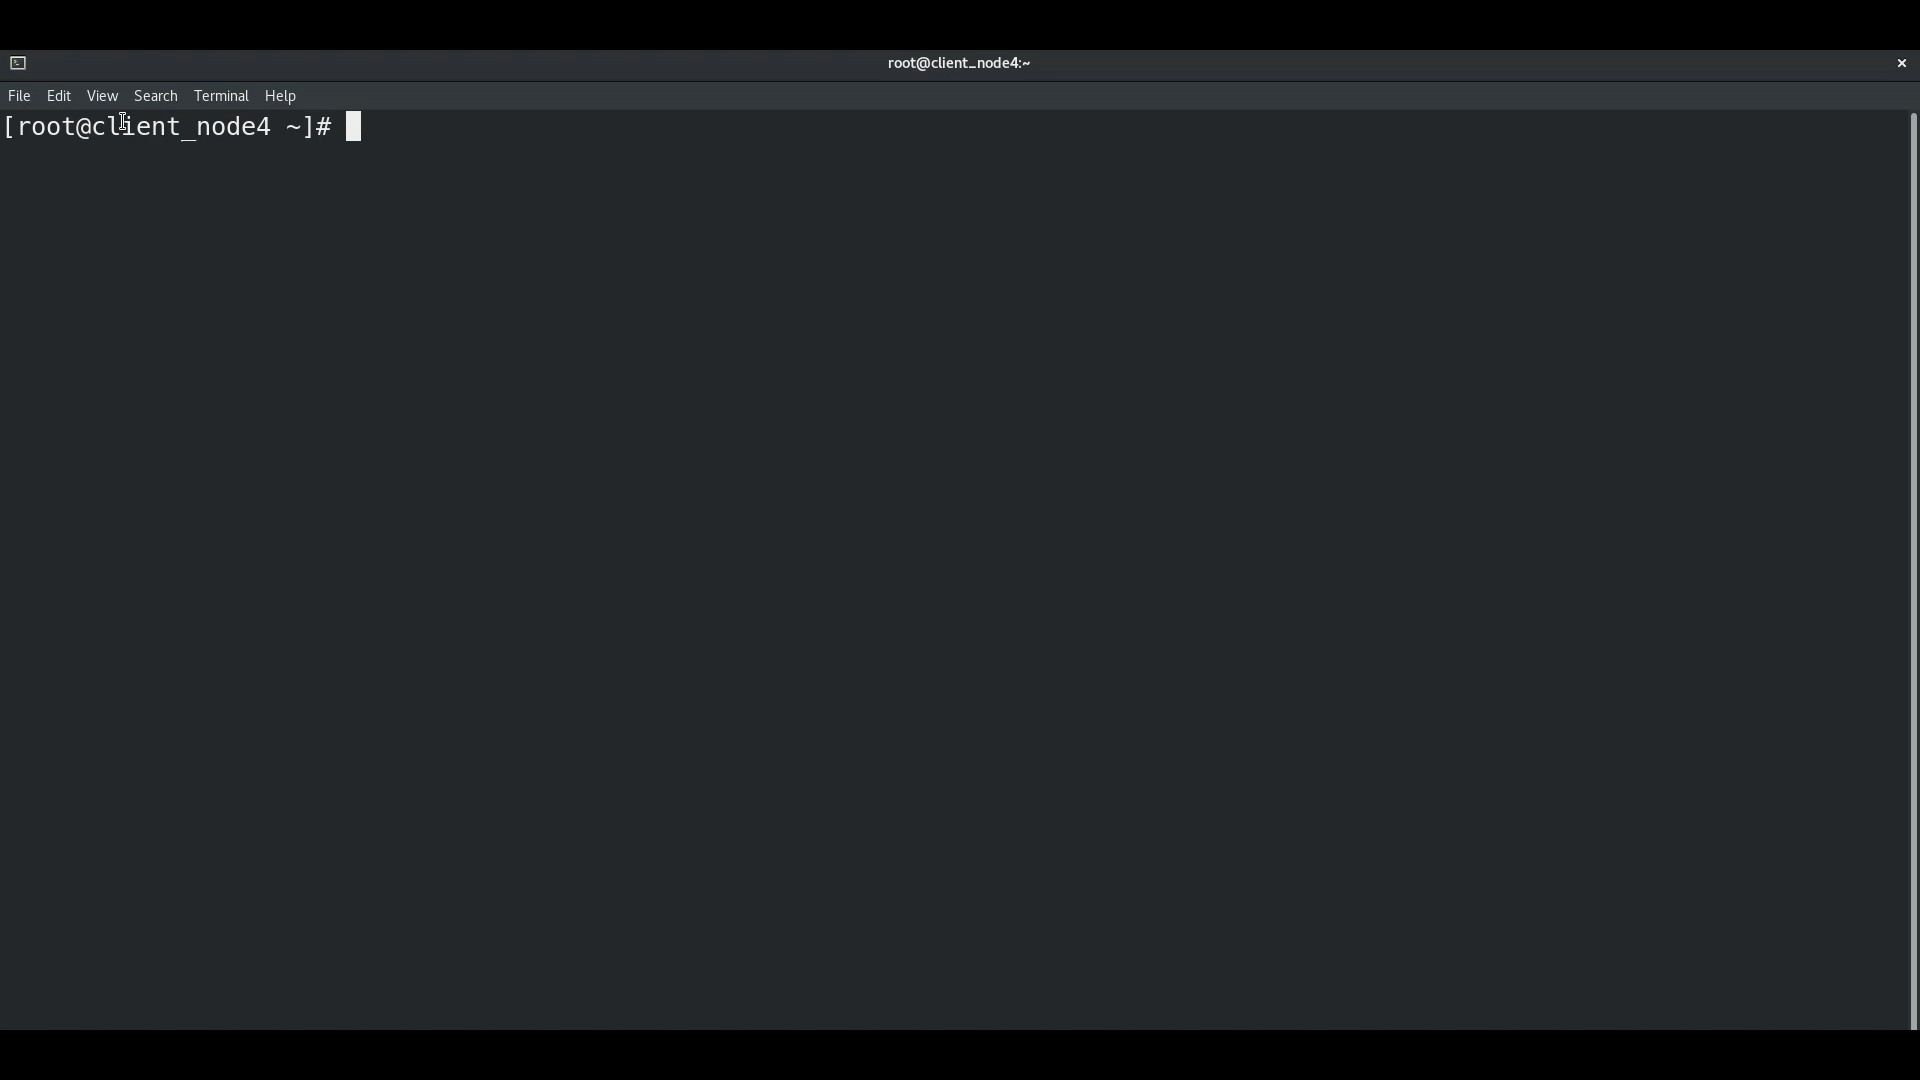 root@client_node4:~
File Edit View Search Terminal Help
[root@client_node4 ~]#